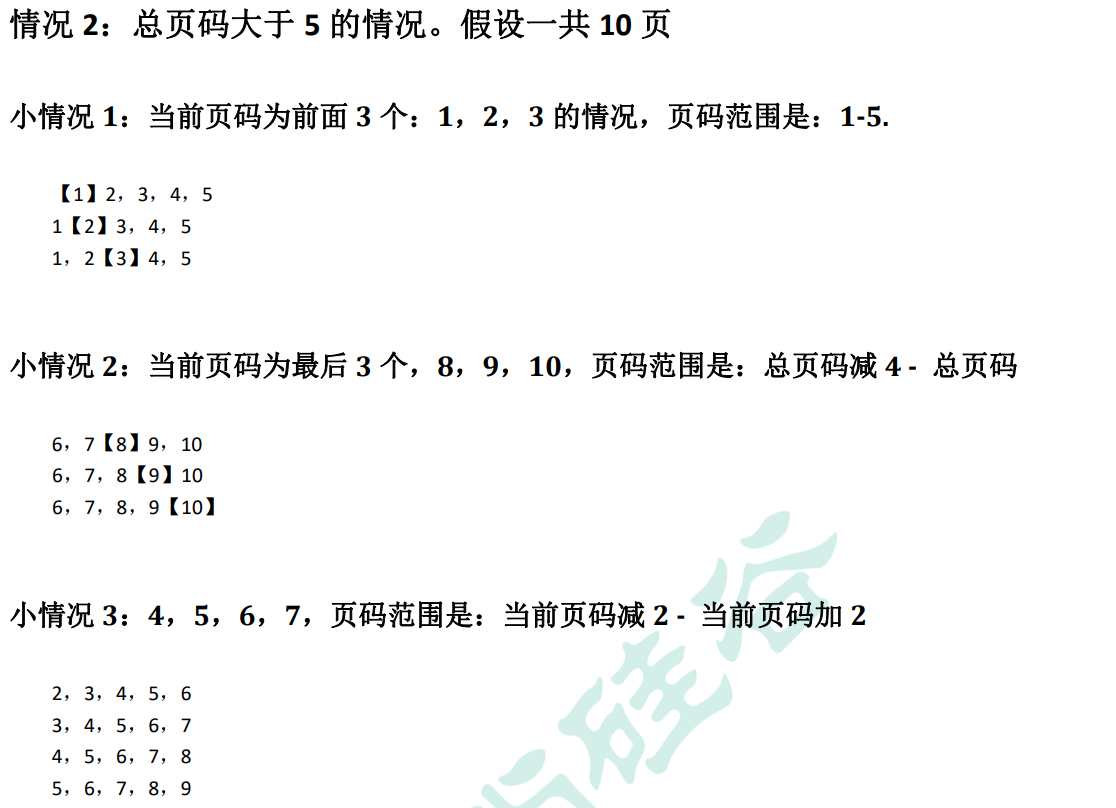 情况 2：总页码大于 5 的情况。假设一共 10 页
小情况 1：当前页码为前面 3 个：1，2，3 的情况，页码范围是：1-5.
【1】2，3，4，5
1【2】3，4，5
1，2【3】4，5
小情况 2：当前页码为最后 3 个，8，9，10，页码范围是：总页码减 4 - 总页码
6，7【8】9，10
6，7，8【9】10
6，7，8，9【10】
小情况 3：4，5，6，7，页码范围是：当前页码减 2 - 当前页码加 2
2，3，4，5，6
3，4，5，6，7
4，5，6，7，8
5，6，7，8，9
硅谷